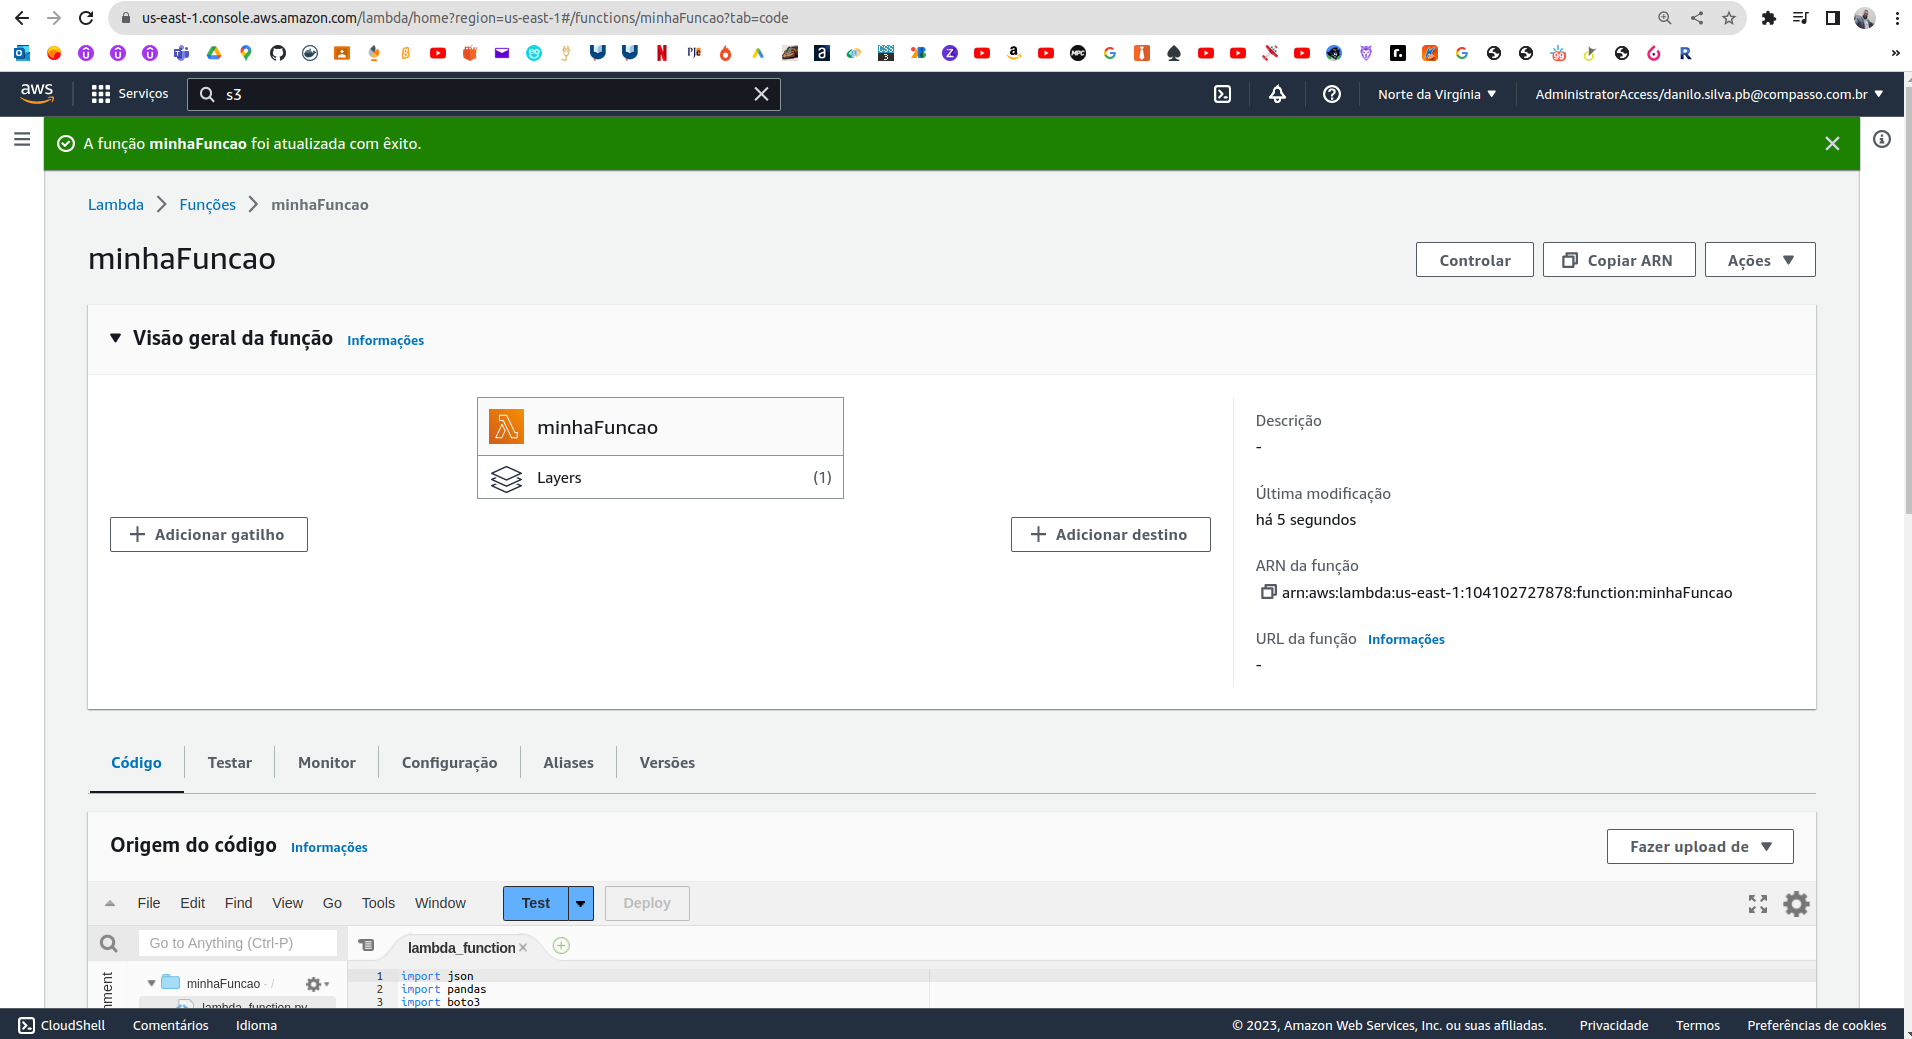 us-east-1.console.aws.amazon.com/lambda/home?region=us-east-1#/functions/minhaFuncao?tab=code
aws
Serviços
s3
Norte da Virgínia
AdministratorAccess/danilo.silva.pb@compasso.com.br
A função minhaFuncao foi atualizada com êxito.
Lambda
Funções
minhaFuncao
minhaFuncao
Controlar
Copiar ARN
Ações
Visão geral da função
Informações
minhaFuncao
Layers
(1)
Adicionar gatilho
Adicionar destino
Descrição
-
Última modificação
há 5 segundos
ARN da função
arn:aws:lambda:us-east-1:104102727878:function:minhaFuncao
URL da função
Informações
-
Código
Testar
Monitor
Configuração
Aliases
Versões
Origem do código
Informações
Fazer upload de
File
Edit
Find
View
Go
Tools
Window
Test
Deploy
Go to Anything (Ctrl-P)
lambda_function
minhaFuncao - /
lambda_function.py
1 import json
2 import pandas
3 import boto3
CloudShell
Comentários
Idioma
© 2023, Amazon Web Services, Inc. ou suas afiliadas.
Privacidade
Termos
Preferências de cookies